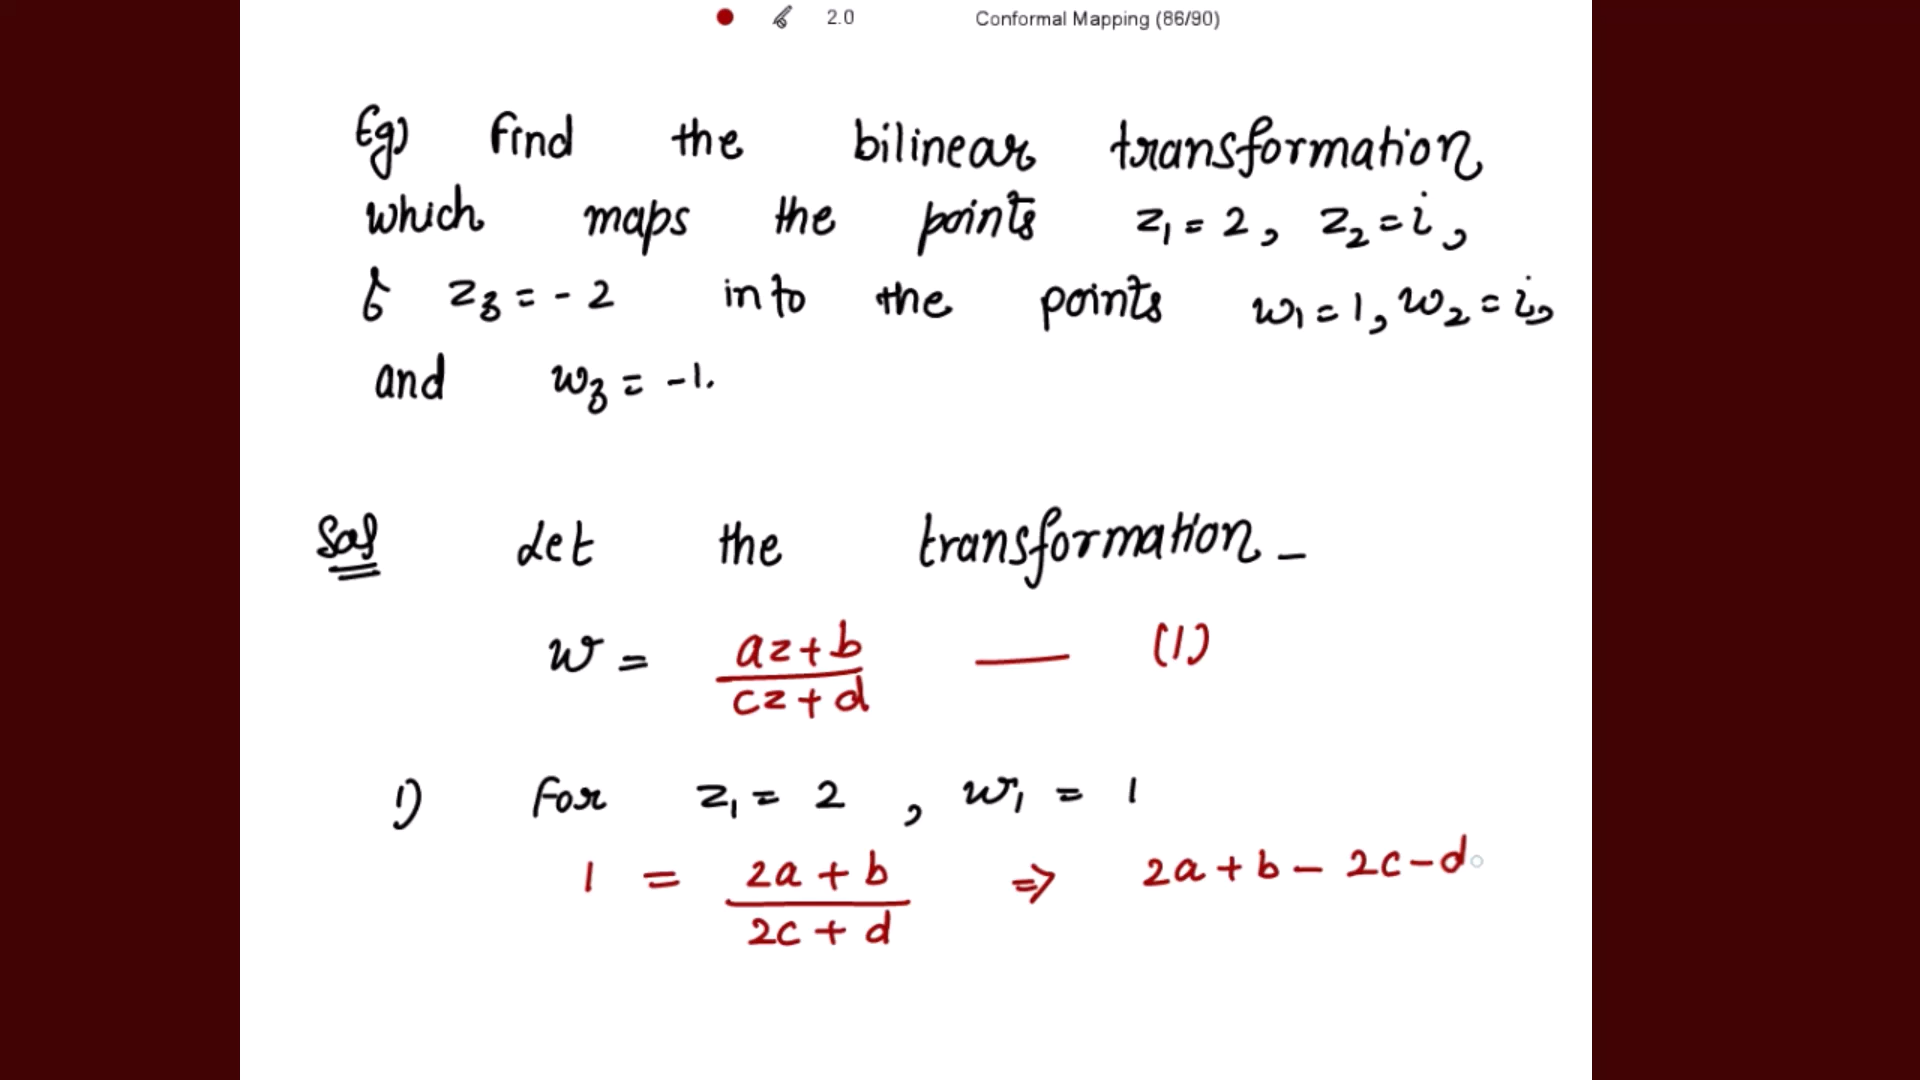 2.0 Conformal Mapping (86/90)
Eg) Find the bilinear transformation
which maps the points z₁ = 2, z₂ = i,
& z₃ = - 2 into the points w₁ = 1, w₂ = i,
and w₃ = -1.
Sol Let the transformation -
w = (az + b)/(cz + d) — (1)
1) For z₁ = 2, w₁ = 1
1 = (2a + b)/(2c + d) ⇒ 2a + b - 2c - d